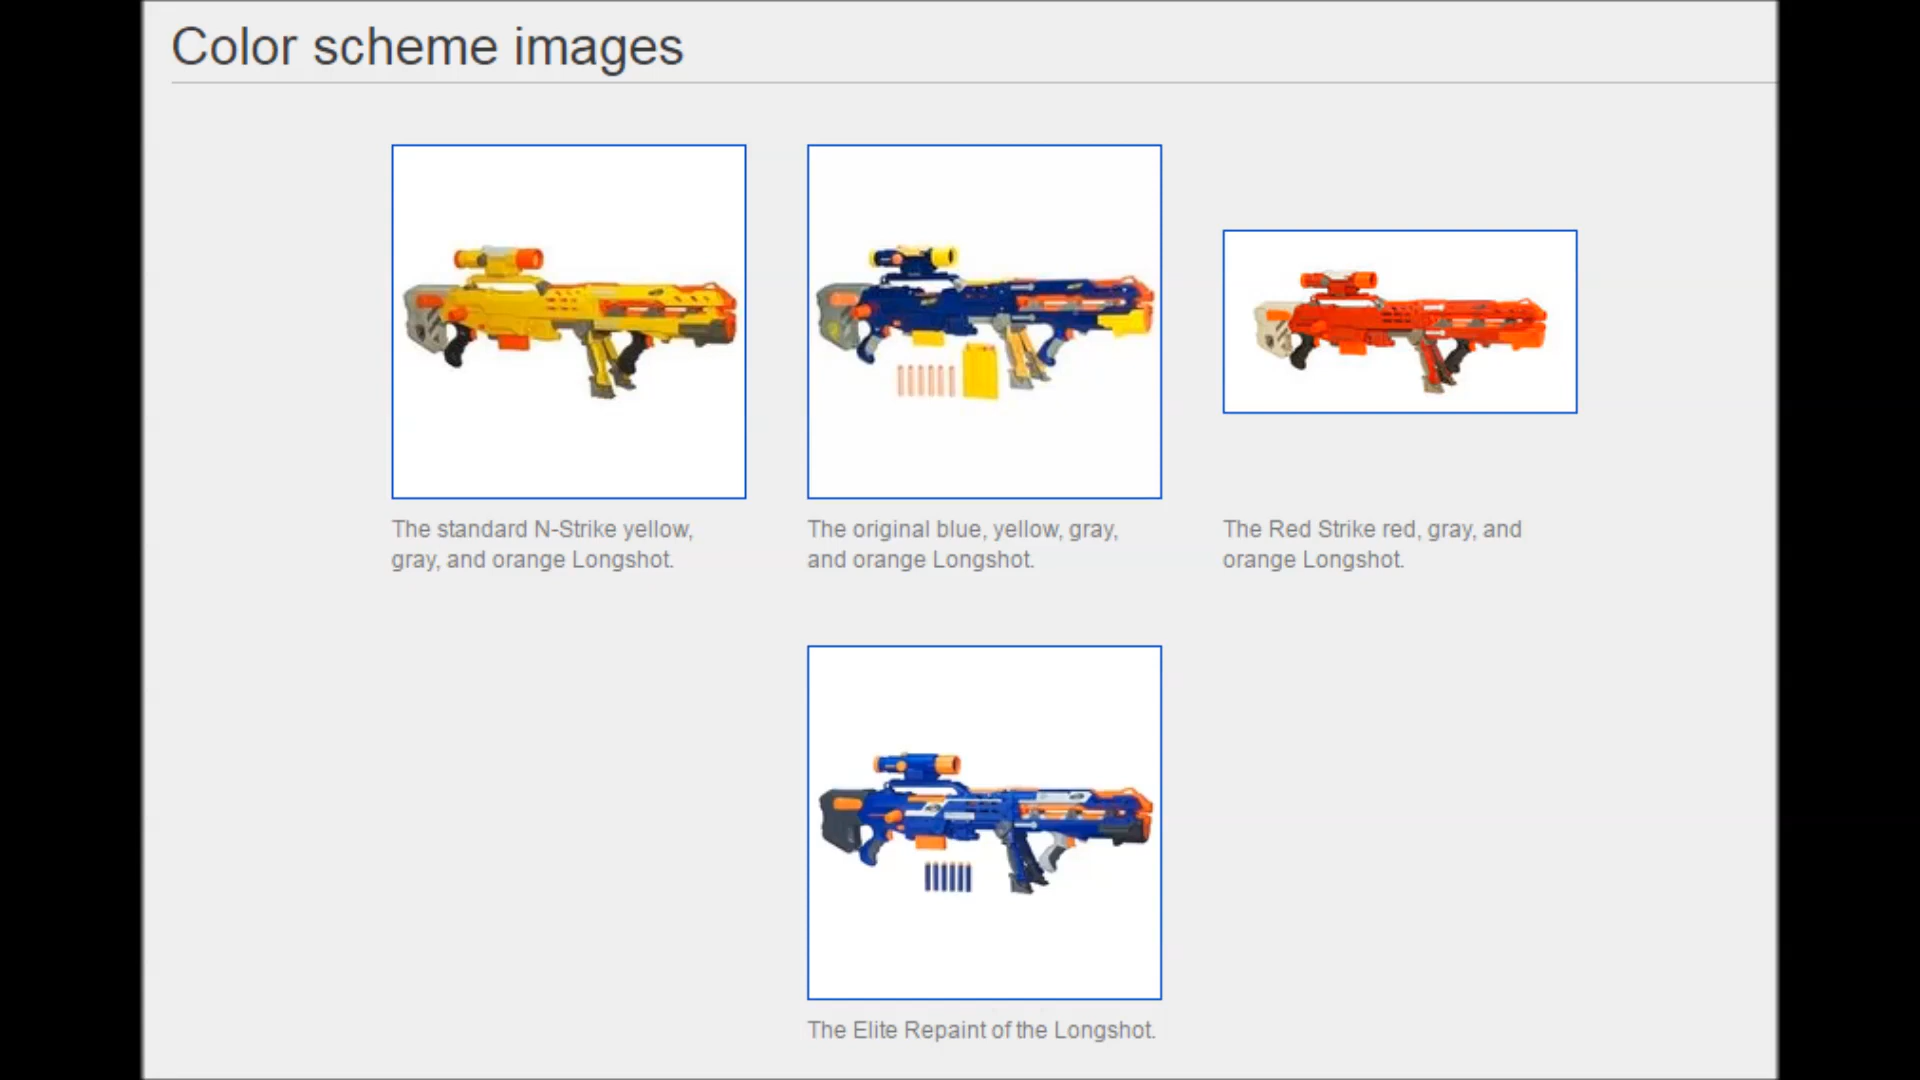 Color scheme images
The standard N-Strike yellow,
gray, and orange Longshot.
The original blue, yellow, gray,
and orange Longshot.
The Red Strike red, gray, and
orange Longshot.
The Elite Repaint of the Longshot.